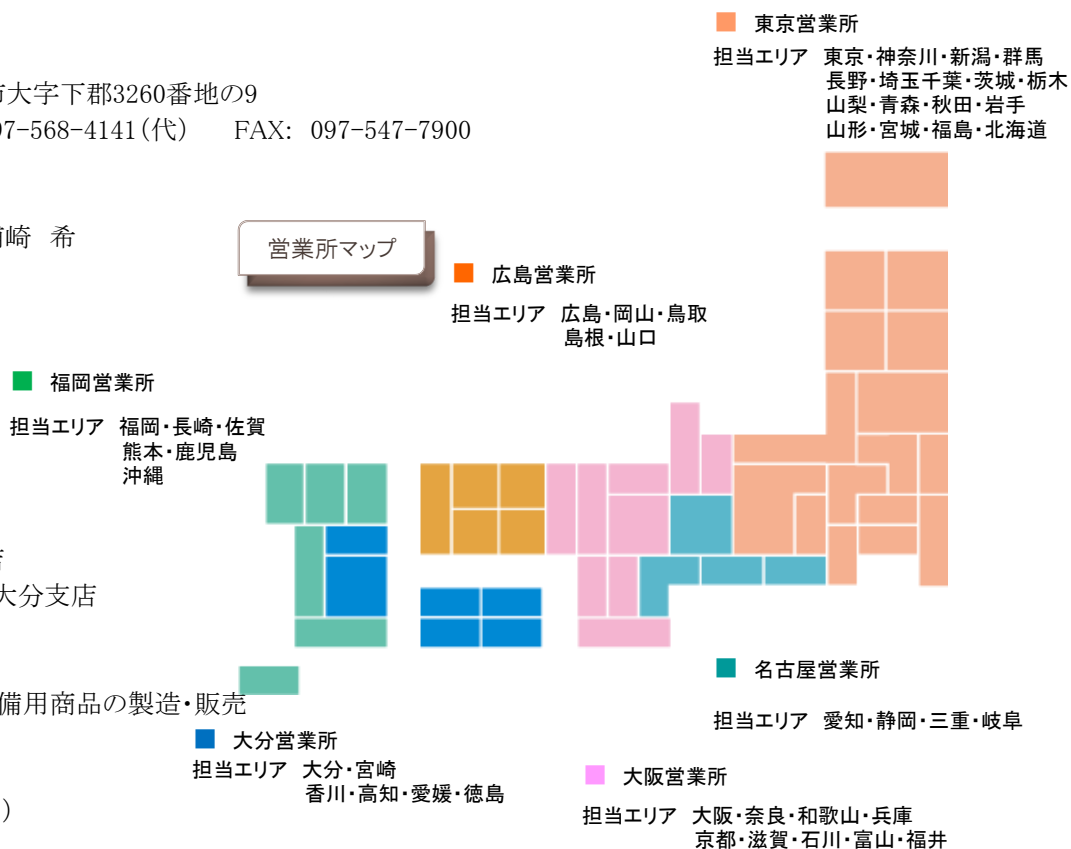 東京営業所
担当エリア 東京・神奈川・新潟・群馬
長野・埼玉千葉・茨城・栃木
山梨・青森・秋田・岩手
山形・宮城・福島・北海道
市大字下郡3260番地の9
97-568-4141(代) FAX: 097-547-7900
崎 希
営業所マップ
広島営業所
担当エリア 広島・岡山・鳥取
島根・山口
福岡営業所
担当エリア 福岡・長崎・佐賀
熊本・鹿児島
沖縄
大分支店
備用商品の製造・販売
名古屋営業所
担当エリア 愛知・静岡・三重・岐阜
大分営業所
担当エリア 大分・宮崎
香川・高知・愛媛・徳島
大阪営業所
担当エリア 大阪・奈良・和歌山・兵庫
京都・滋賀・石川・富山・福井
)